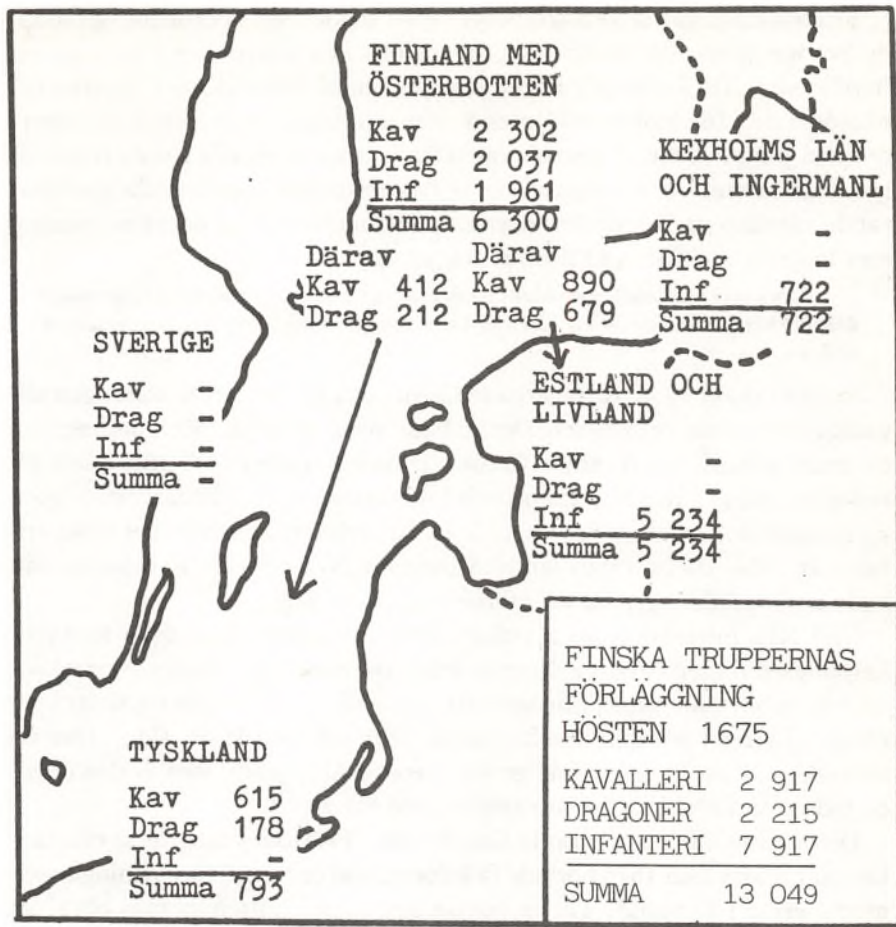 FINLAND MED
ÖSTERBOTTEN
Kav 2 302
Drag 2 037
Inf 1 961
Summa 6 300
Därav
Kav 412
Drag 212
Därav
Kav 890
Drag 679
KEXHOLMS LÄN
OCH INGERMANL
Kav -
Drag -
Inf 722
Summa 722
SVERIGE
Kav -
Drag -
Inf -
Summa -
ESTLAND OCH
LIVLAND
Kav -
Drag -
Inf 5 234
Summa 5 234
TYSKLAND
Kav 615
Drag 178
Inf -
Summa 793
FINSKA TRUPPERNAS
FÖRLÄGGNING
HÖSTEN 1675
KAVALLERI 2 917
DRAGONER 2 215
INFANTERI 7 917
SUMMA 13 049